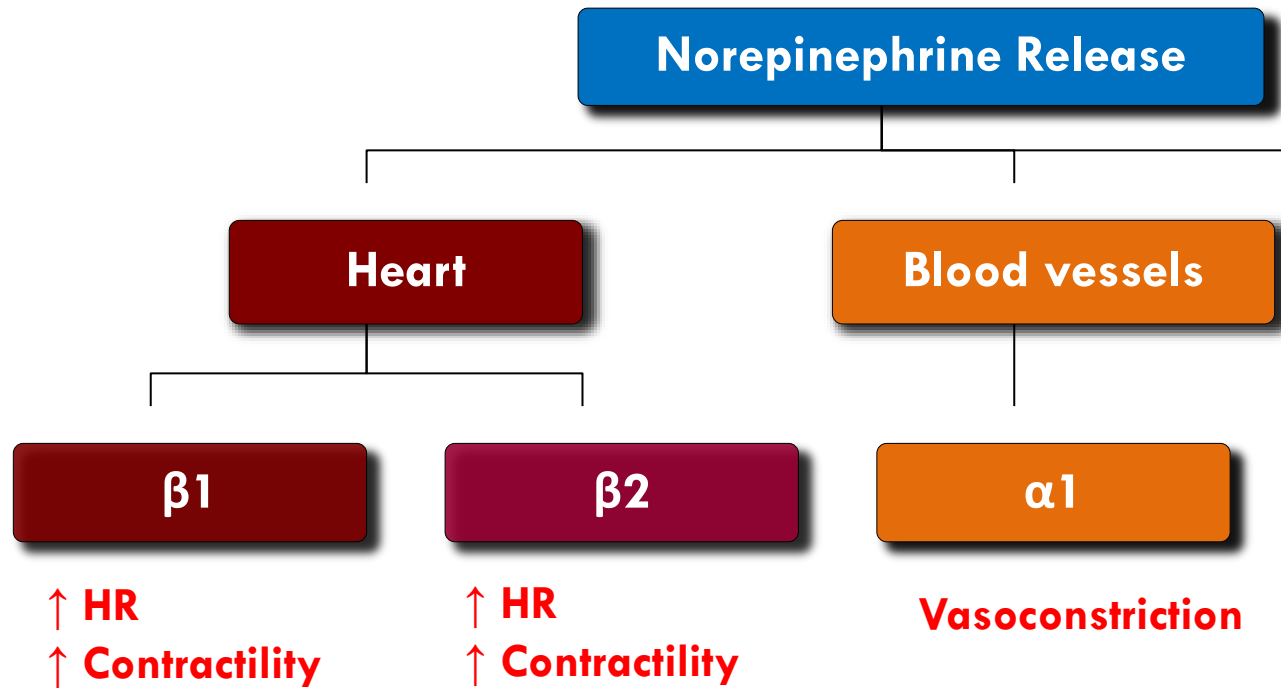 Norepinephrine Release
Heart
Blood vessels
β1
β2
α1
↑ HR
↑ Contractility
↑ HR
↑ Contractility
Vasoconstriction